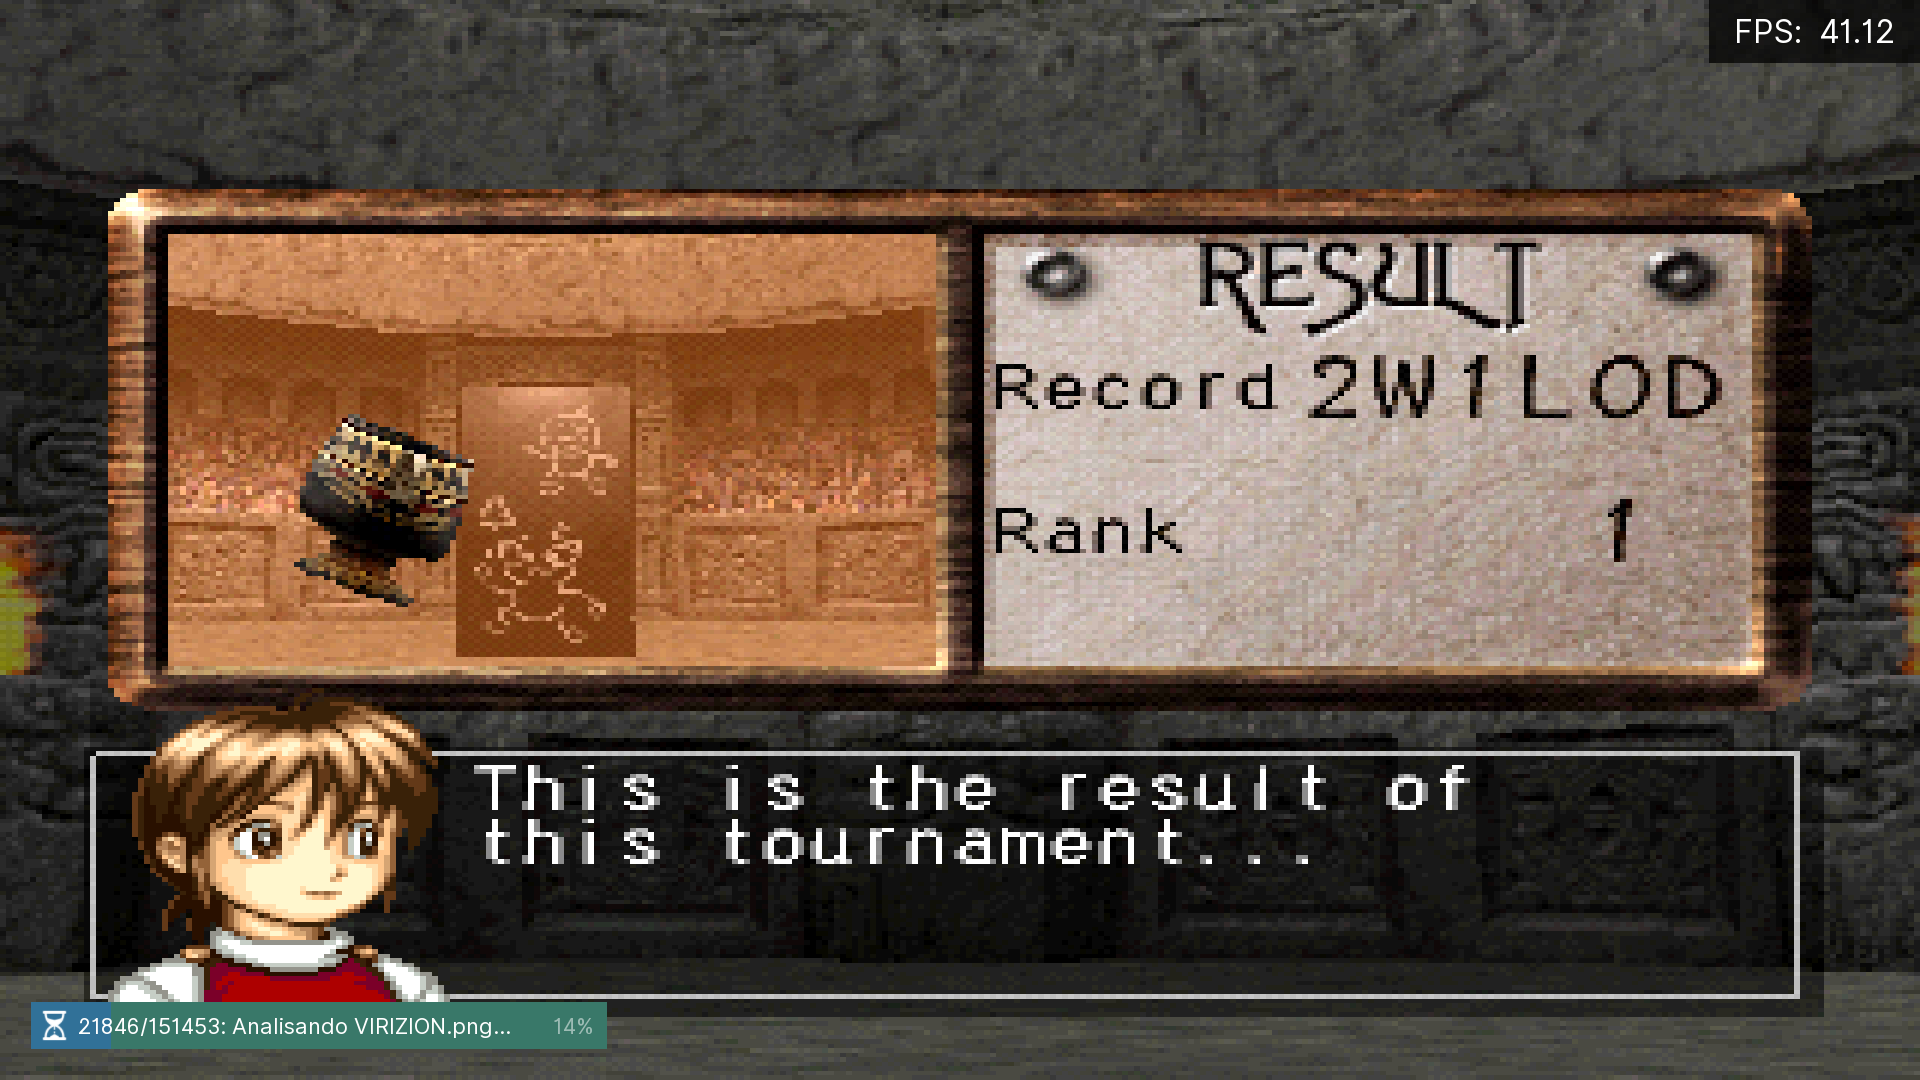 FPS: 41.12
RESULT
Record 2W1L0D
Rank 1
This is the result of
this tournament...
21846/151453: Analisando VIRIZION.png... 14%